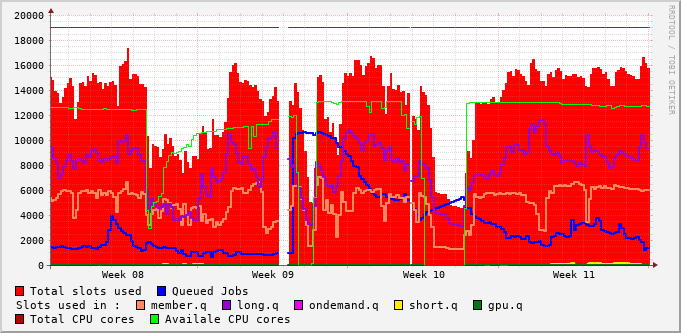 20000
18000
16000
14000
12000
10000
8000
6000
4000
2000
0
Week 08 Week 09 Week 10 Week 11
RRDTOOL / TOBI OETIKER
Total slots used Queued Jobs
Slots used in : member.q long.q ondemand.q short.q gpu.q
Total CPU cores Availale CPU cores